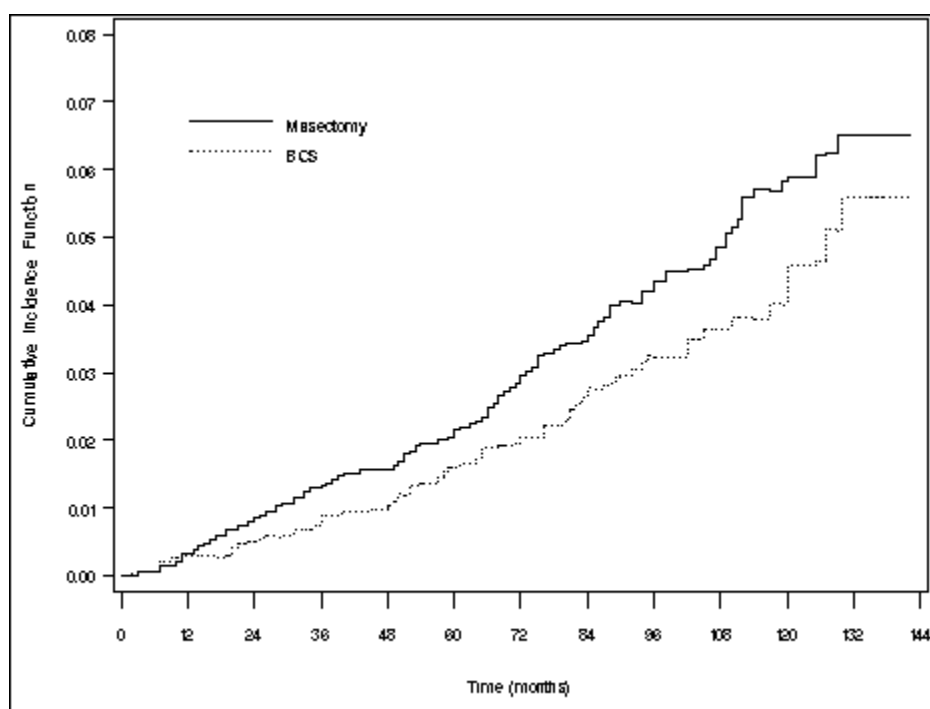 0.08
0.07
0.06
0.05
0.04
0.03
0.02
0.01
0.00
Cumulative Incidence Function
Masectomy
BCS
0 12 24 36 48 60 72 84 96 108 120 132 144
Time (months)